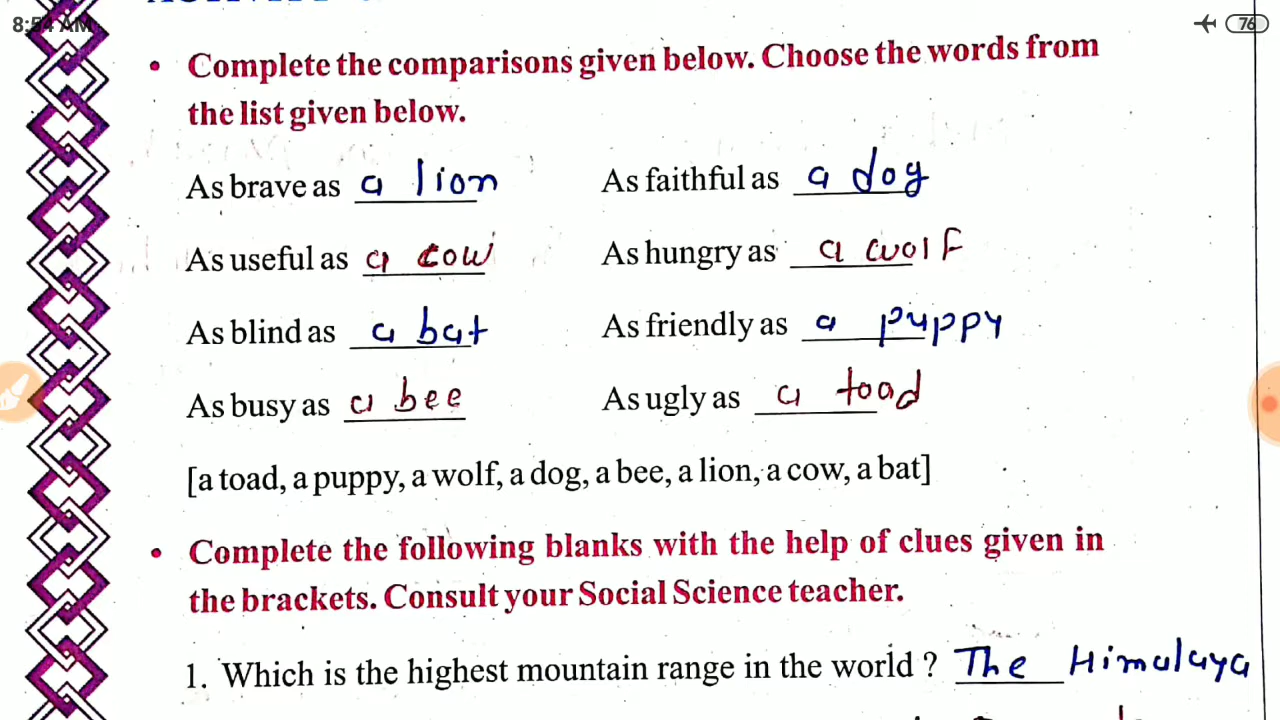 8:54 AM 76
• Complete the comparisons given below. Choose the words from
the list given below.
As brave as a lion As faithful as a dog
As useful as a cow As hungry as a wolf
As blind as a bat As friendly as a puppy
As busy as a bee As ugly as a toad
[a toad, a puppy, a wolf, a dog, a bee, a lion, a cow, a bat]
• Complete the following blanks with the help of clues given in
the brackets. Consult your Social Science teacher.
1. Which is the highest mountain range in the world ? The Himalaya